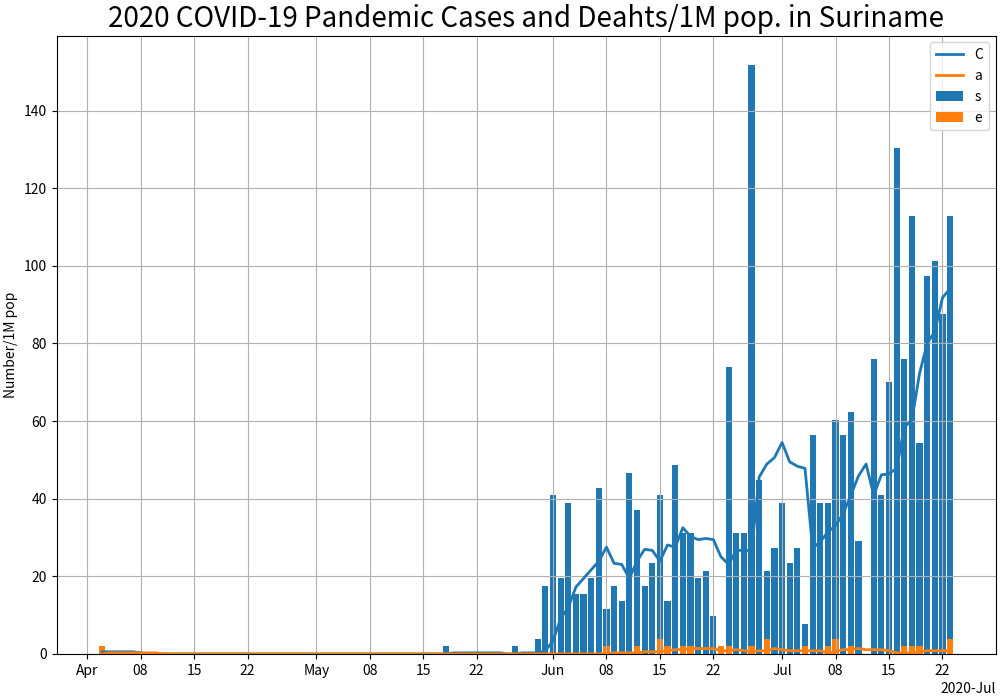 2020 COVID-19 Pandemic Cases and Deahts/1M pop. in Suriname
C
a
s
e
140
120
100
80
60
40
20
0
Number/1M pop
Apr 08 15 22 May 08 15 22 Jun 08 15 22 Jul 08 15 22
2020-Jul